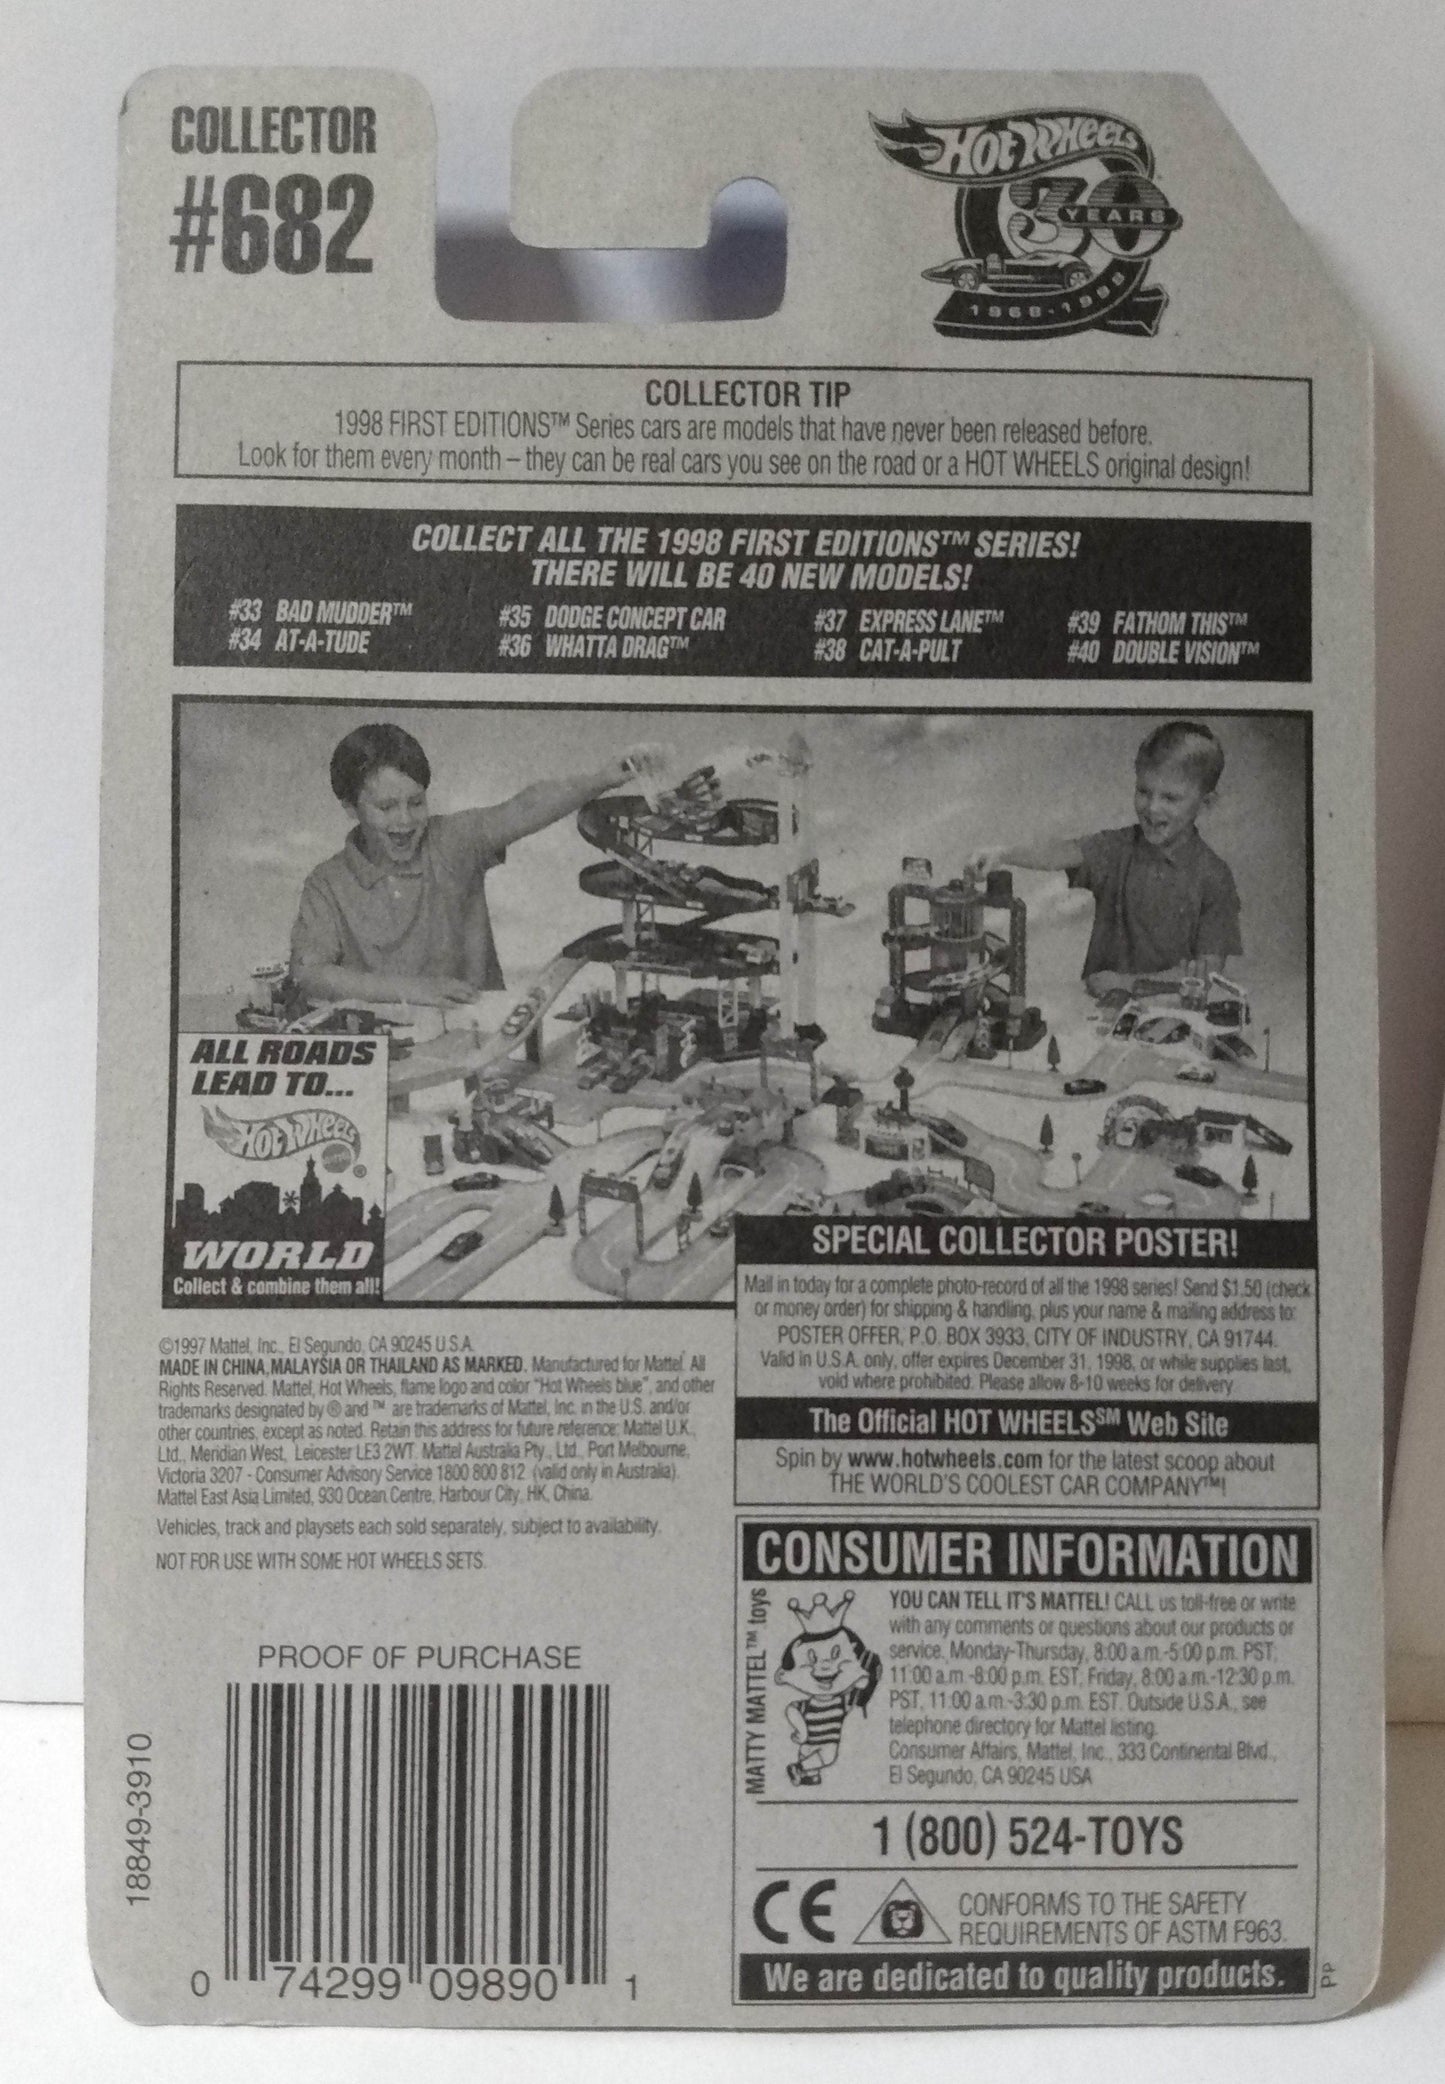 COLLECTOR
#682
HOT WHEELS
30
YEARS
1968-1998
COLLECTOR TIP
1998 FIRST EDITIONS™ Series cars are models that have never been released before.
Look for them every month – they can be real cars you see on the road or a HOT WHEELS original design!
COLLECT ALL THE 1998 FIRST EDITIONS™ SERIES!
THERE WILL BE 40 NEW MODELS!
#33 BAD MUDDER™ #35 DODGE CONCEPT CAR #37 EXPRESS LANE™ #39 FATHOM THIS™
#34 AT-A-TUDE #36 WHATTA DRAG™ #38 CAT-A-PULT #40 DOUBLE VISION™
ALL ROADS
LEAD TO...
HOT WHEELS
®
WORLD
Collect & combine them all!
SPECIAL COLLECTOR POSTER!
Mail in today for a complete photo-record of all the 1998 series! Send $1.50 (check
or money order) for shipping & handling, plus your name & mailing address to:
POSTER OFFER, P.O. BOX 3933, CITY OF INDUSTRY, CA 91744.
Valid in U.S.A. only, offer expires December 31, 1998, or while supplies last,
void where prohibited. Please allow 8-10 weeks for delivery
The Official HOT WHEELS℠ Web Site
Spin by www.hotwheels.com for the latest scoop about
THE WORLD'S COOLEST CAR COMPANY™!
©1997 Mattel, Inc., El Segundo, CA 90245 U.S.A.
MADE IN CHINA, MALAYSIA OR THAILAND AS MARKED. Manufactured for Mattel. All
Rights Reserved. Mattel, Hot Wheels, flame logo and color "Hot Wheels blue", and other
trademarks designated by ® and ™ are trademarks of Mattel, Inc. in the U.S. and/or
other countries, except as noted. Retain this address for future reference: Mattel U.K.,
Ltd., Meridian West, Leicester LE3 2WT. Mattel Australia Pty., Ltd., Port Melbourne,
Victoria 3207 - Consumer Advisory Service 1800 800 812 (valid only in Australia).
Mattel East Asia Limited, 930 Ocean Centre, Harbour City, HK, China.
Vehicles, track and playsets each sold separately, subject to availability.
NOT FOR USE WITH SOME HOT WHEELS SETS.
PROOF OF PURCHASE
18849-3910
0 74299 09890 1
CONSUMER INFORMATION
MATTY MATTEL™ toys
YOU CAN TELL IT'S MATTEL! CALL us toll-free or write
with any comments or questions about our products or
service, Monday-Thursday, 8:00 a.m.-5:00 p.m. PST;
11:00 a.m.-8:00 p.m. EST; Friday, 8:00 a.m.-12:30 p.m.
PST, 11:00 a.m.-3:30 p.m. EST. Outside U.S.A., see
telephone directory for Mattel listing.
Consumer Affairs, Mattel, Inc., 333 Continental Blvd.,
El Segundo, CA 90245 USA
1 (800) 524-TOYS
CE
CONFORMS TO THE SAFETY
REQUIREMENTS OF ASTM F963.
We are dedicated to quality products.
PP